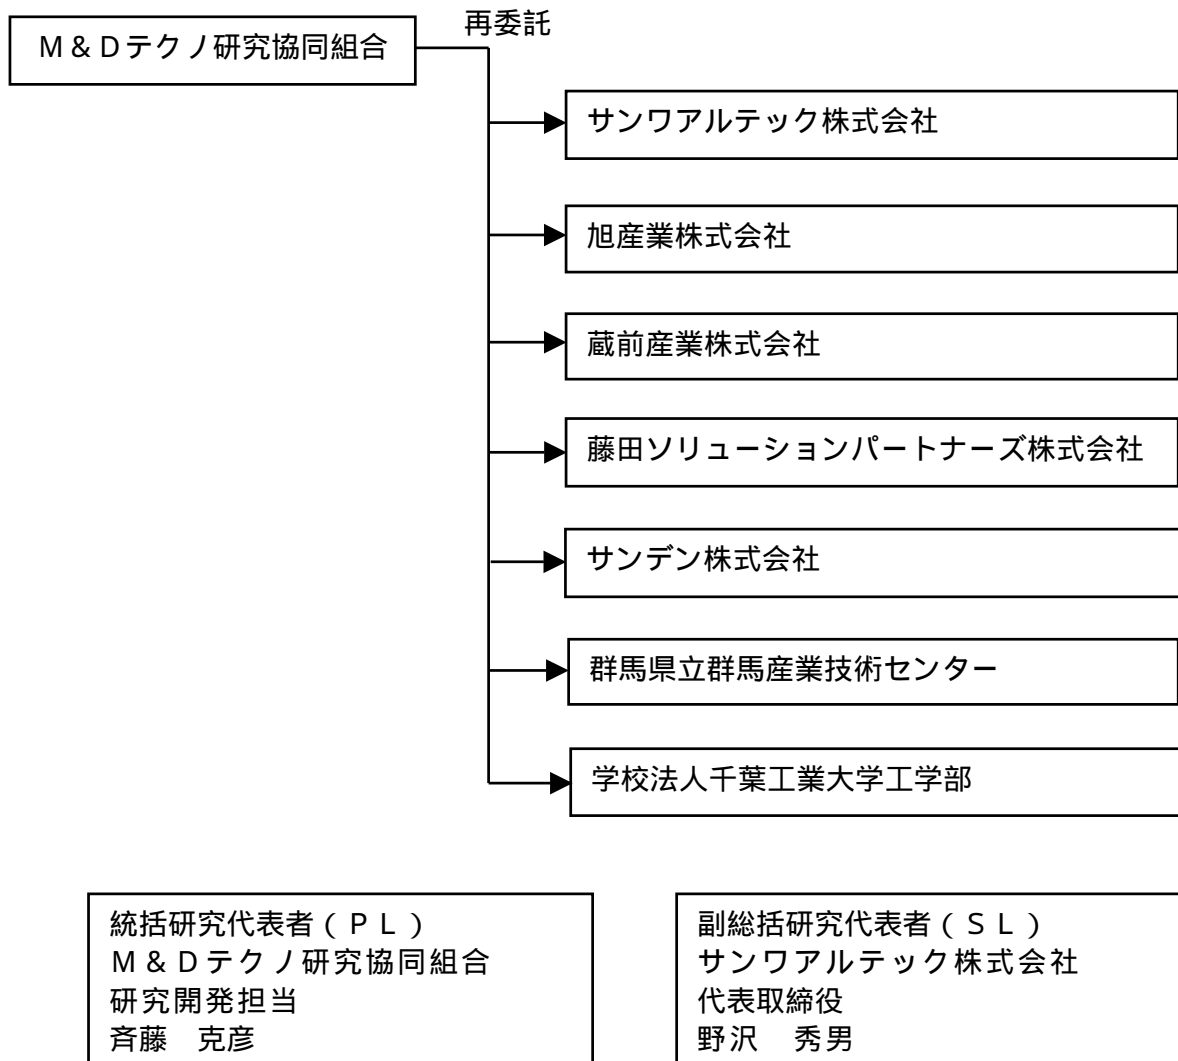 再委託
Ｍ＆Ｄテクノ研究協同組合
サンワアルテック株式会社
旭産業株式会社
蔵前産業株式会社
藤田ソリューションパートナーズ株式会社
サンデン株式会社
群馬県立群馬産業技術センター
学校法人千葉工業大学工学部
統括研究代表者（ＰＬ）
Ｍ＆Ｄテクノ研究協同組合
研究開発担当
斉藤　克彦
副総括研究代表者（ＳＬ）
サンワアルテック株式会社
代表取締役
野沢　秀男